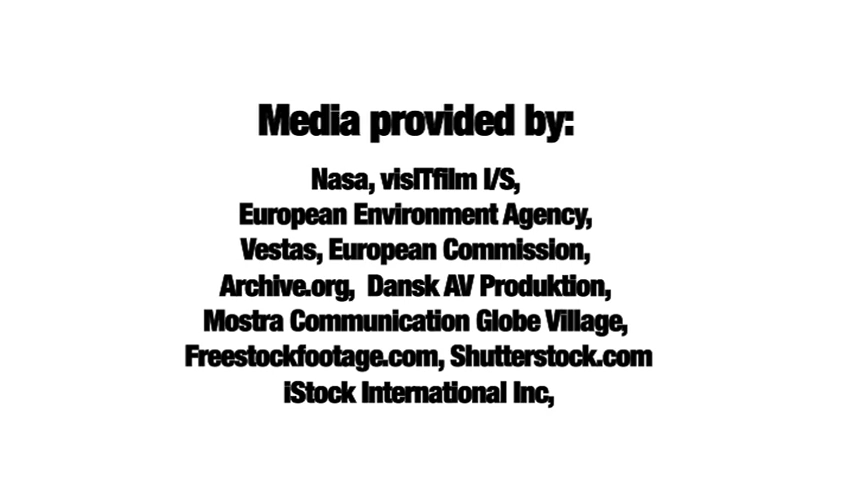 Media provided by:
Nasa, visITfilm I/S,
European Environment Agency,
Vestas, European Commission,
Archive.org,  Dansk AV Produktion,
Mostra Communication Globe Village,
Freestockfootage.com, Shutterstock.com
iStock International Inc,